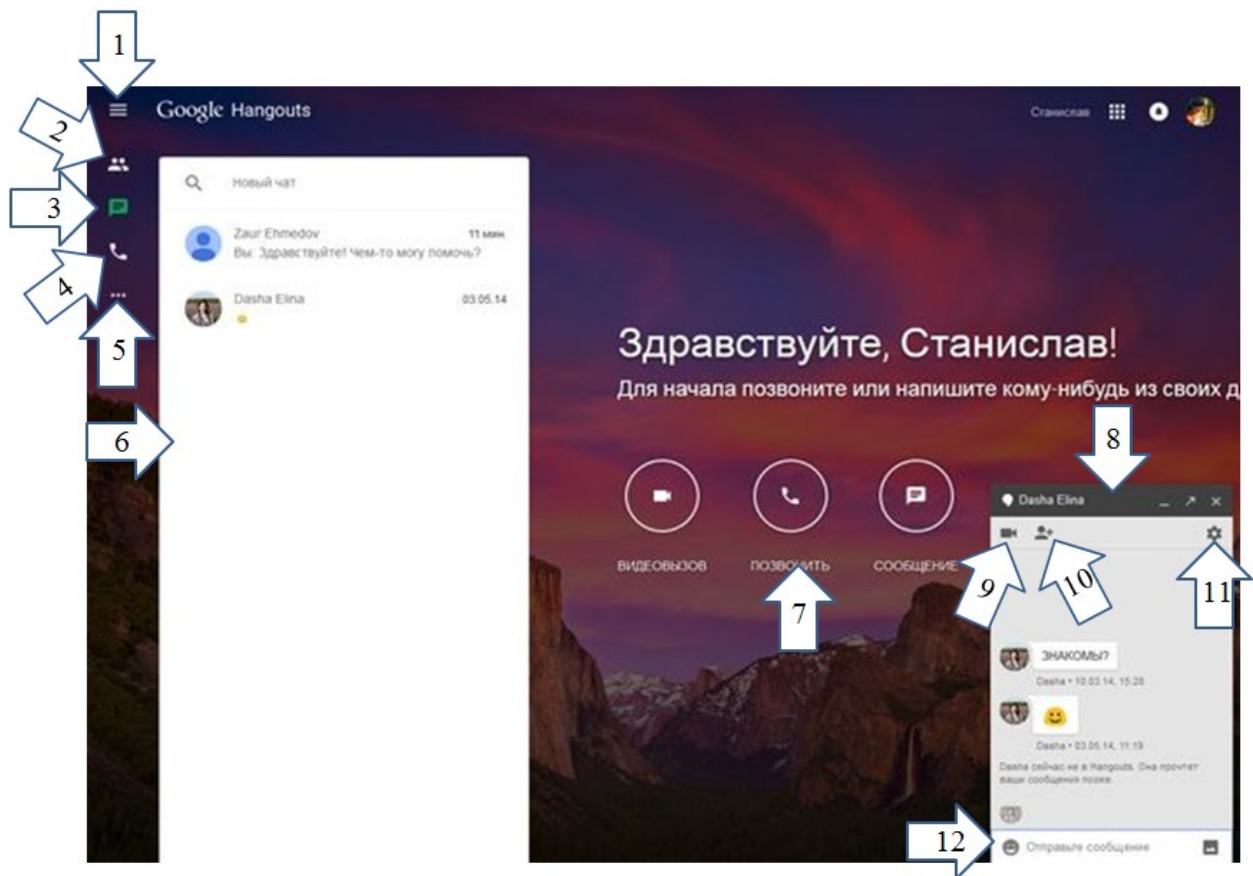 1
Google Hangouts
Станислав
2
Новый чат
3
Zaur Ehmedov 11 мин
Вы: Здравствуйте! Чем-то могу помочь?
4
Dasha Elina 03.05.14
5
Здравствуйте, Станислав!
Для начала позвоните или напишите кому-нибудь из своих д
6
8
ВИДЕОВЫЗОВ ПОЗВОНИТЬ СООБЩЕНИЕ
7
Dasha Elina
9 10 11
ЗНАКОМЫ?
Dasha • 10.03.14, 15:28
Dasha • 03.05.14, 11:19
Dasha сейчас не в Hangouts. Она прочтет
ваши сообщения позже.
12
Отправьте сообщение